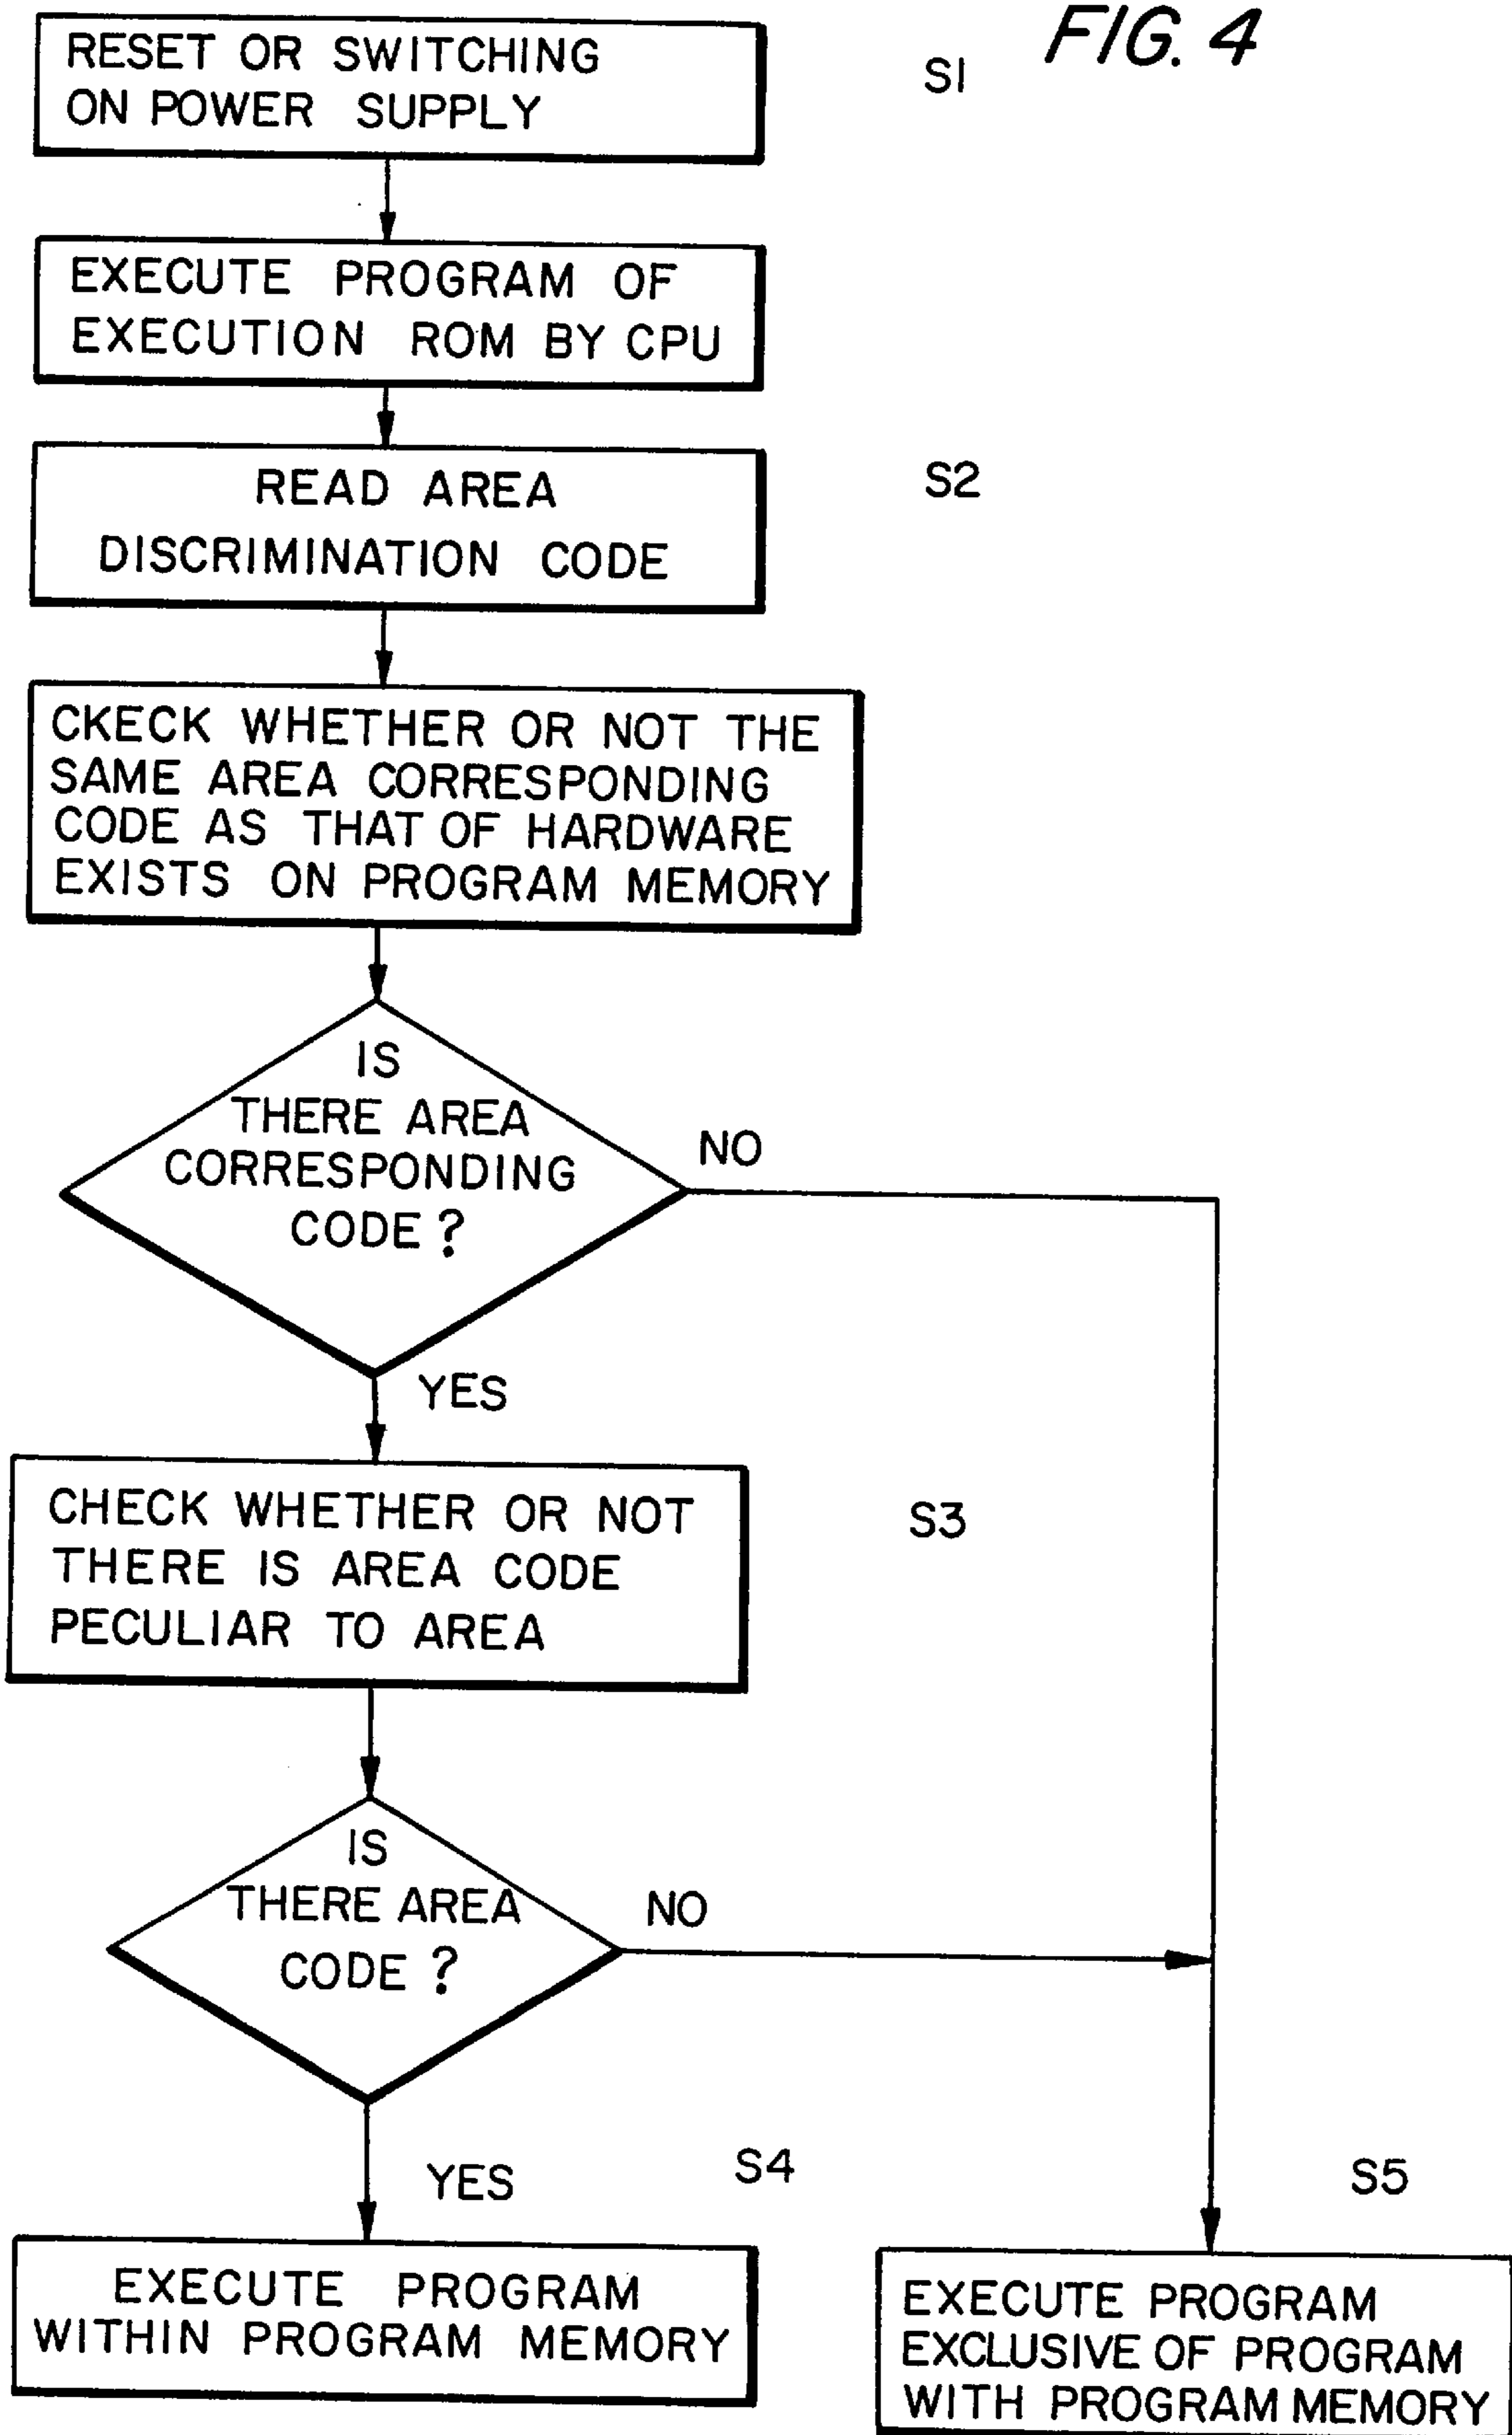 FIG. 4
RESET OR SWITCHING
ON POWER SUPPLY
S1
EXECUTE PROGRAM OF
EXECUTION ROM BY CPU
READ AREA
DISCRIMINATION CODE
S2
CKECK WHETHER OR NOT THE
SAME AREA CORRESPONDING
CODE AS THAT OF HARDWARE
EXISTS ON PROGRAM MEMORY
IS
THERE AREA
CORRESPONDING
CODE?
NO
YES
CHECK WHETHER OR NOT
THERE IS AREA CODE
PECULIAR TO AREA
S3
IS
THERE AREA
CODE?
NO
YES
S4
S5
EXECUTE PROGRAM
WITHIN PROGRAM MEMORY
EXECUTE PROGRAM
EXCLUSIVE OF PROGRAM
WITH PROGRAM MEMORY